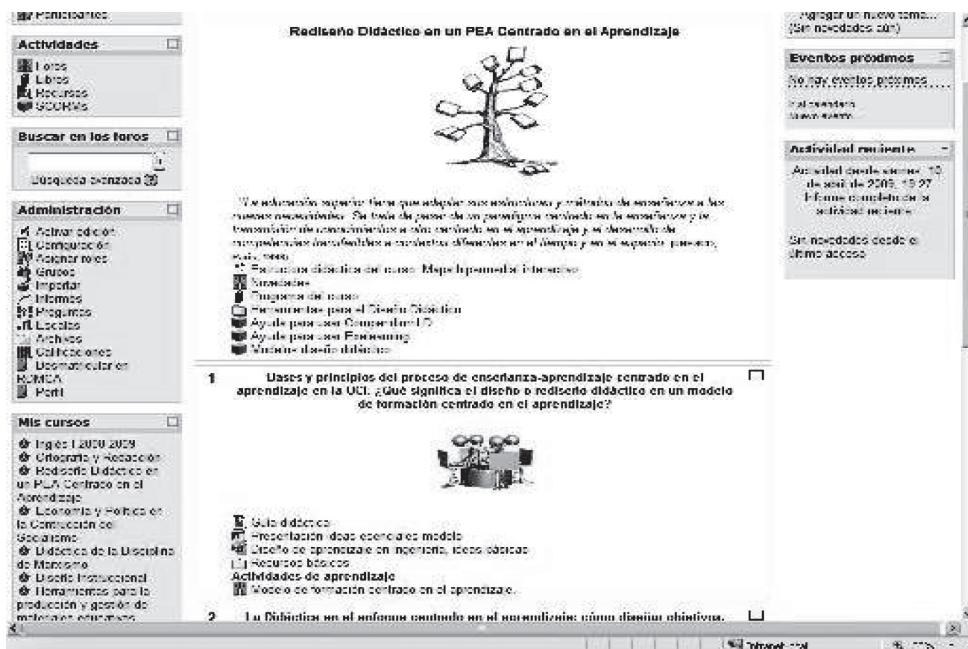 Participantes
Actividades
Foros
Libros
Recursos
SCORMs
Buscar en los foros
Búsqueda avanzada
Administración
Activar edición
Configuración
Asignar roles
Grupos
Importar
Informes
Preguntas
Escalas
Archivos
Calificaciones
Desmatricular en
Perfil
Mis cursos
Inglés I 2008-2009
Ortografía y Redacción
Rediseño Didáctico en
un PEA Centrado en el
Aprendizaje
Economía y Política en
la Construcción del
Socialismo
Didáctica de la Disciplina
de Marxismo
Diseño Instruccional
Herramientas para la
producción y gestión de
materiales educativos
Rediseño Didáctico en un PEA Centrado en el Aprendizaje
"La educación superior tiene que adaptar sus estructuras y métodos de enseñanza a las
nuevas necesidades. Se trata de pasar de un paradigma centrado en la enseñanza y la
transmisión de conocimientos a otro centrado en el aprendizaje y el desarrollo de
competencias transferibles a contextos diferentes en el tiempo y en el espacio
París, 1998)
Estructura didáctica del curso. Mapa hipermedial interactivo
Novedades
Programa del curso
Herramientas para el Diseño Didáctico
Ayuda para usar Compendium LD
Ayuda para usar Exelearning
Modelos diseño didáctico
1 Bases y principios del proceso de enseñanza-aprendizaje centrado en el
aprendizaje en la UCI. ¿Qué significa el diseño o rediseño didáctico en un modelo
de formación centrado en el aprendizaje?
Guía didáctica
Presentación ideas esenciales modelo
Diseño de aprendizaje en ingeniería, ideas básicas
Recursos básicos
Actividades de aprendizaje
Modelo de formación centrado en el aprendizaje.
2 La Didáctica en el enfoque centrado en el aprendizaje: cómo diseñar objetivos,
Agregar un nuevo tema...
(Sin novedades aún)
Eventos próximos
No hay eventos próximos
Ir al calendario
Nuevo evento
Actividad reciente
Actividad desde viernes, 10
de abril de 2009, 19:27
Informe completo de la
actividad reciente
Sin novedades desde el
último acceso
Intranet local